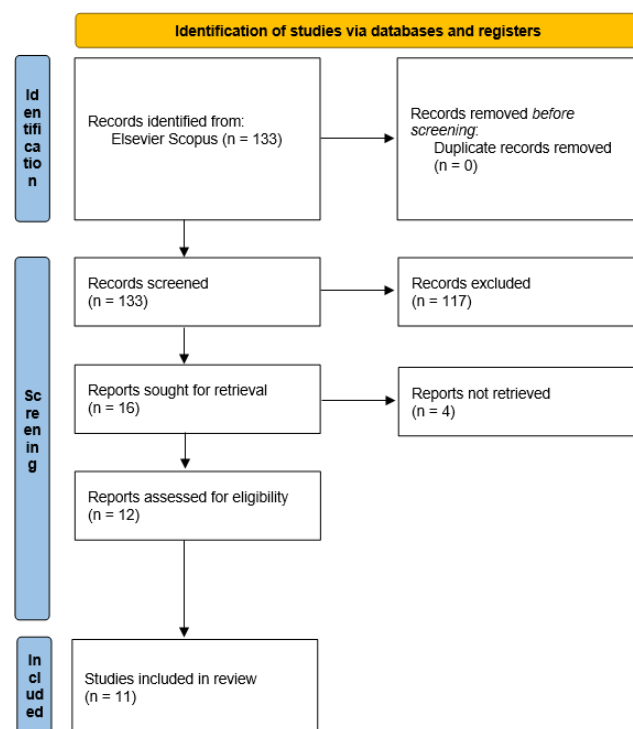 Identification of studies via databases and registers
Id
en
tifi
ca
tio
n
Records identified from:
Elsevier Scopus (n = 133)
Records removed before
screening:
Duplicate records removed
(n = 0)
Sc
re
en
in
g
Records screened
(n = 133)
Records excluded
(n = 117)
Reports sought for retrieval
(n = 16)
Reports not retrieved
(n = 4)
Reports assessed for eligibility
(n = 12)
In
cl
ud
ed
Studies included in review
(n = 11)